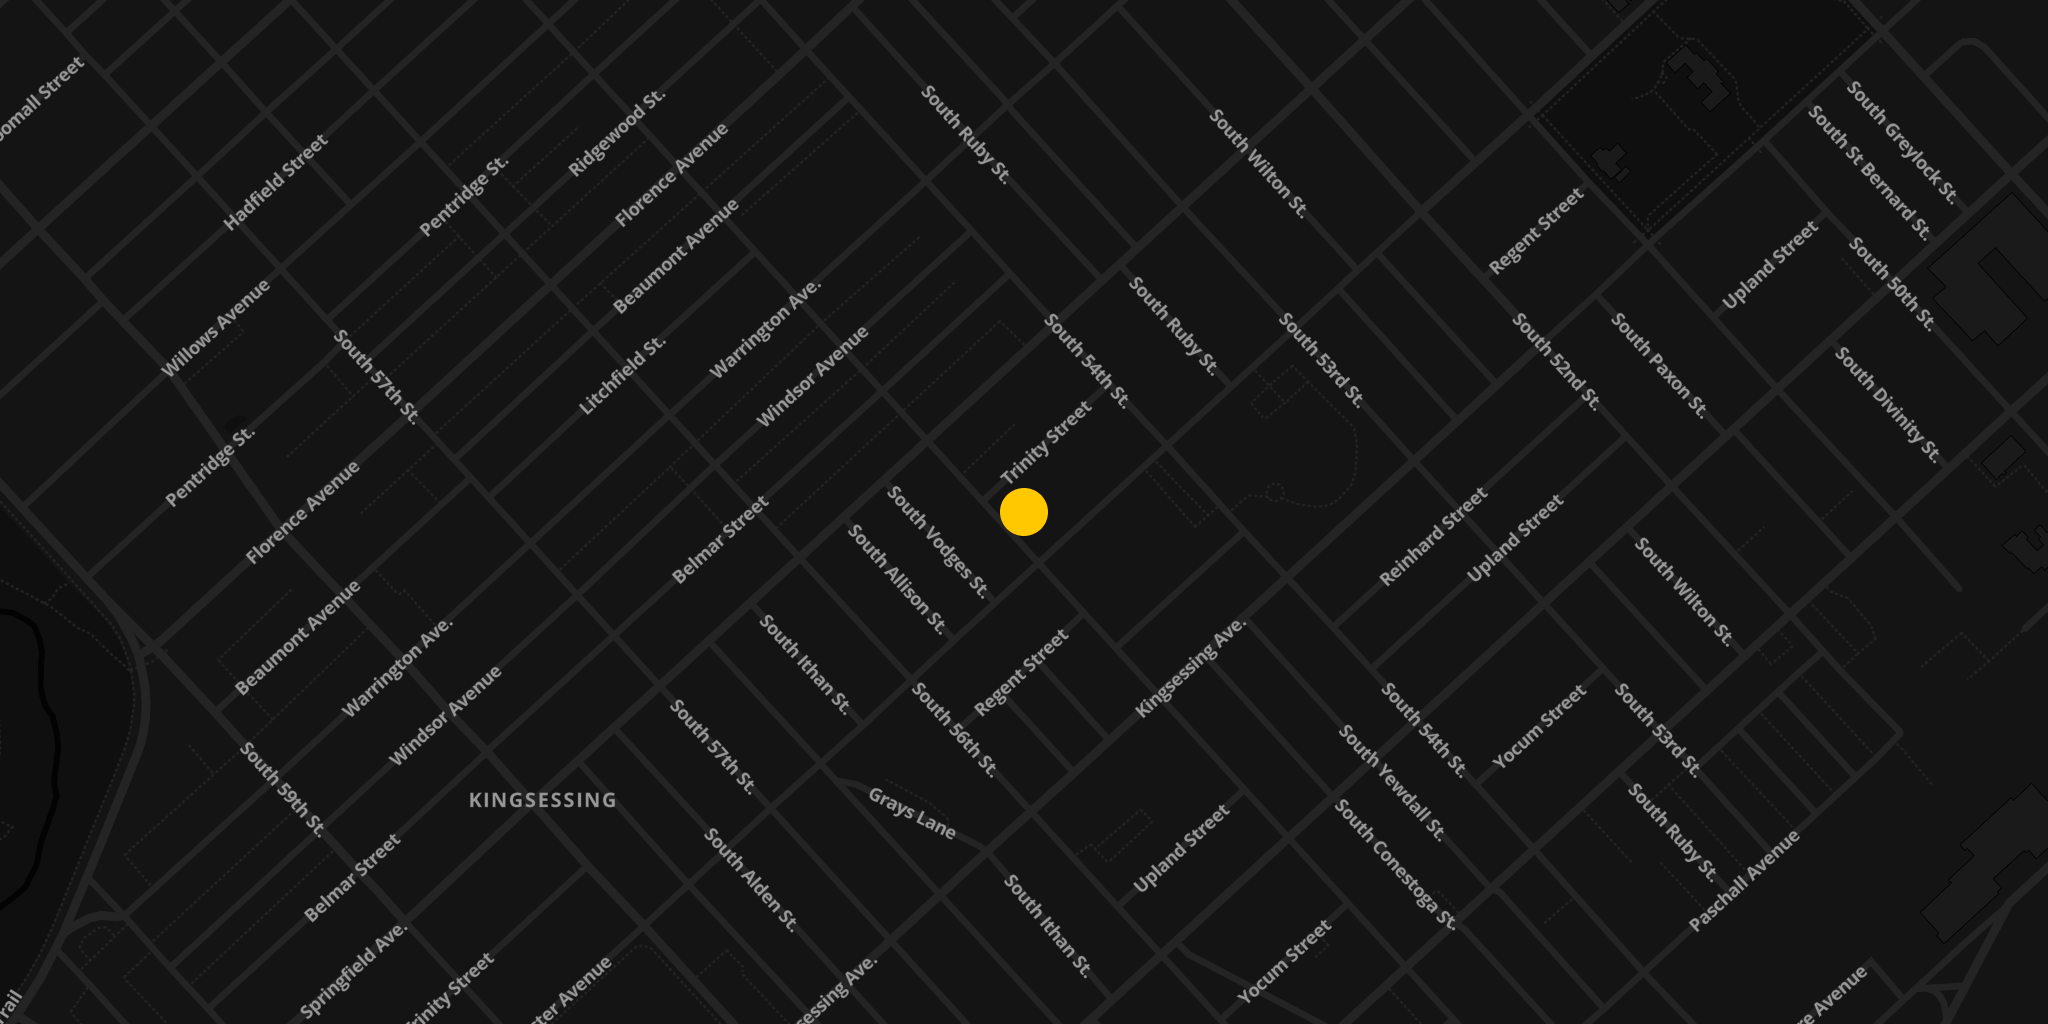 South Greylock St.
South St Bernard St.
South Ruby St.
Ridgewood St.
South Wilton St.
Florence Avenue
Hadfield Street
Pentridge St.
Regent Street
Beaumont Avenue
Upland Street
South 50th St.
Willows Avenue
Warrington Ave.
South Ruby St.
South 54th St.
South 53rd St.
South 52nd St.
South Paxon St.
Windsor Avenue
South 57th St.
Litchfield St.
South Divinity St.
Trinity Street
Pentridge St.
Florence Avenue
South Vodges St.
Reinhard Street
Upland Street
Belmar Street
South Allison St.
South Wilton St.
Beaumont Avenue
Warrington Ave.
South Ithan St.
Kingsessing Ave.
Regent Street
Windsor Avenue
South 57th St.
South 56th St.
South 54th St.
Yocum Street
South 53rd St.
South Yewdall St.
South 59th St.
KINGSESSING
Grays Lane
South Ruby St.
South Conestoga St.
Upland Street
South Alden St.
Belmar Street
Paschall Avenue
South Ithan St.
Springfield Ave.
Yocum Street